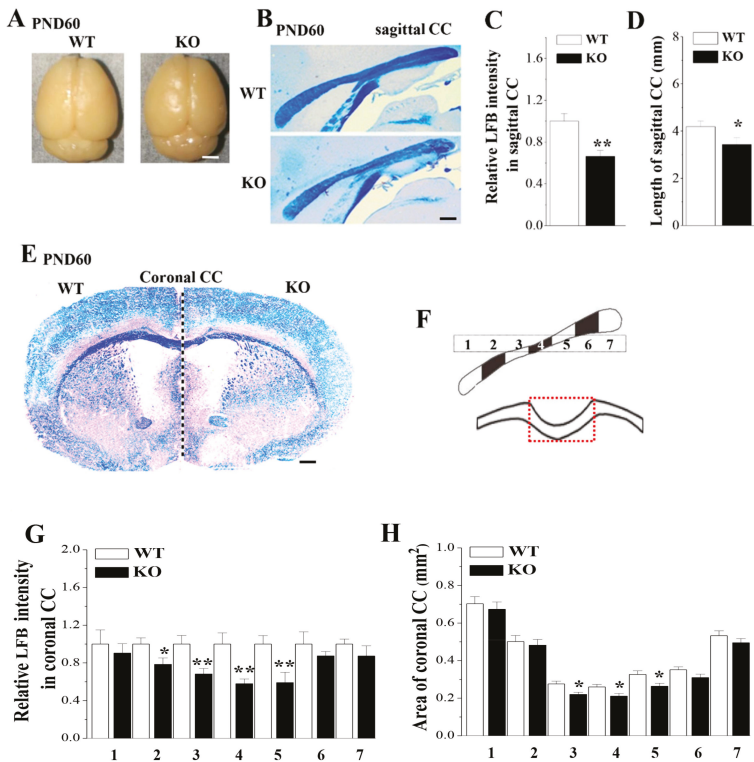 A
PND60
WT
KO
B
PND60
sagittal CC
WT
KO
C
Relative LFB intensity
in sagittal CC
1.6
1.2
0.6
0.0
WT
KO
**
D
Length of sagittal CC (mm)
8
6
4
2
0
WT
KO
*
E
PND60
WT
Coronal CC
KO
F
1 2 3 4 5 6 7
G
Relative LFB intensity
in coronal CC
2.0
1.6
1.2
0.8
0.4
0.0
WT
KO
* ** ** **
1 2 3 4 5 6 7
H
Area of coronal CC (mm2)
1.0
0.8
0.6
0.4
0.2
0.0
WT
KO
* * *
1 2 3 4 5 6 7